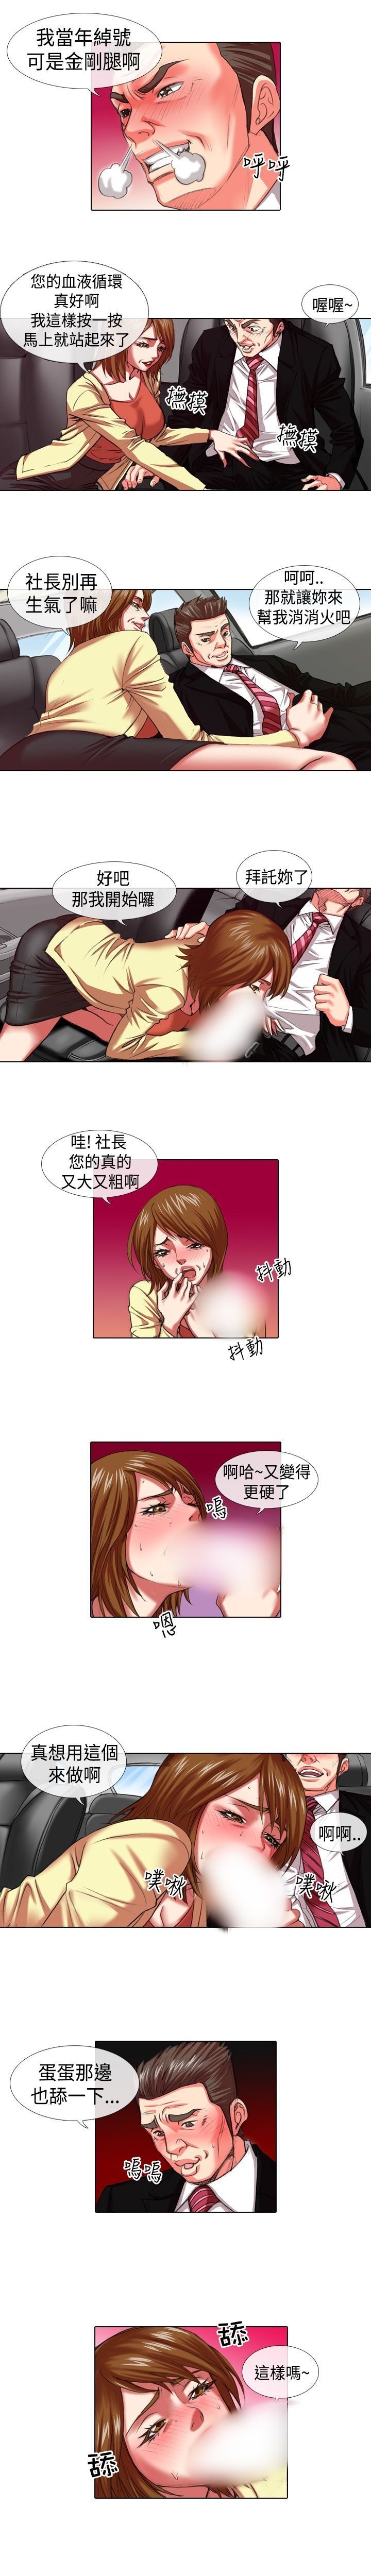 我當年綽號
可是金剛腿啊
呼呼
您的血液循環
真好啊
我這樣按一按
馬上就站起來了
喔喔~
撫摸
撫摸
社長別再
生氣了嘛
呵呵..
那就讓妳來
幫我消消火吧
好吧
那我開始囉
拜託妳了
哇! 社長
您的真的
又大又粗啊
抖動
抖動
啊哈~又變得
更硬了
嗚
嗯
真想用這個
來做啊
啊啊..
噗啾
噗啾
蛋蛋那邊
也舔一下...
嗚嗚
舔
這樣嗎~
舔